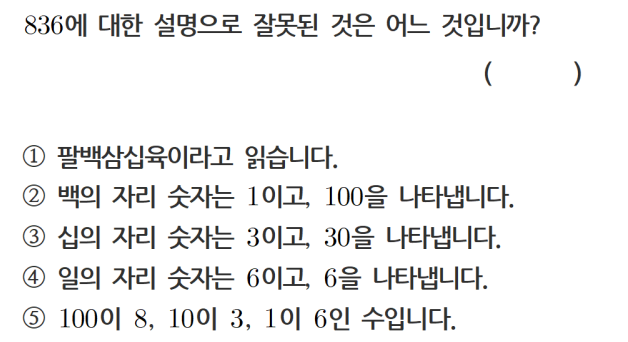 836에 대한 설명으로 잘못된 것은 어느 것입니까?
(          )
① 팔백삼십육이라고 읽습니다.
② 백의 자리 숫자는 1이고, 100을 나타냅니다.
③ 십의 자리 숫자는 3이고, 30을 나타냅니다.
④ 일의 자리 숫자는 6이고, 6을 나타냅니다.
⑤ 100이 8, 10이 3, 1이 6인 수입니다.